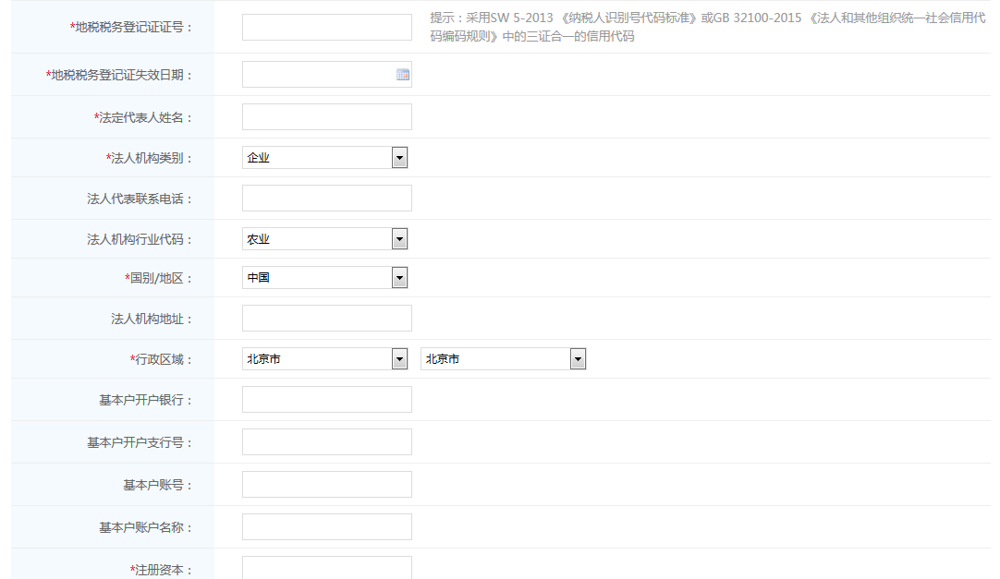 *地税税务登记证证号：
提示：采用SW 5-2013 《纳税人识别号代码标准》或GB 32100-2015 《法人和其他组织统一社会信用代
码编码规则》中的三证合一的信用代码
*地税税务登记证失效日期：
*法定代表人姓名：
*法人机构类别： 企业
法人代表联系电话：
法人机构行业代码： 农业
*国别/地区： 中国
法人机构地址：
*行政区域： 北京市 北京市
基本户开户银行：
基本户开户支行号：
基本户账号：
基本户账户名称：
*注册资本：